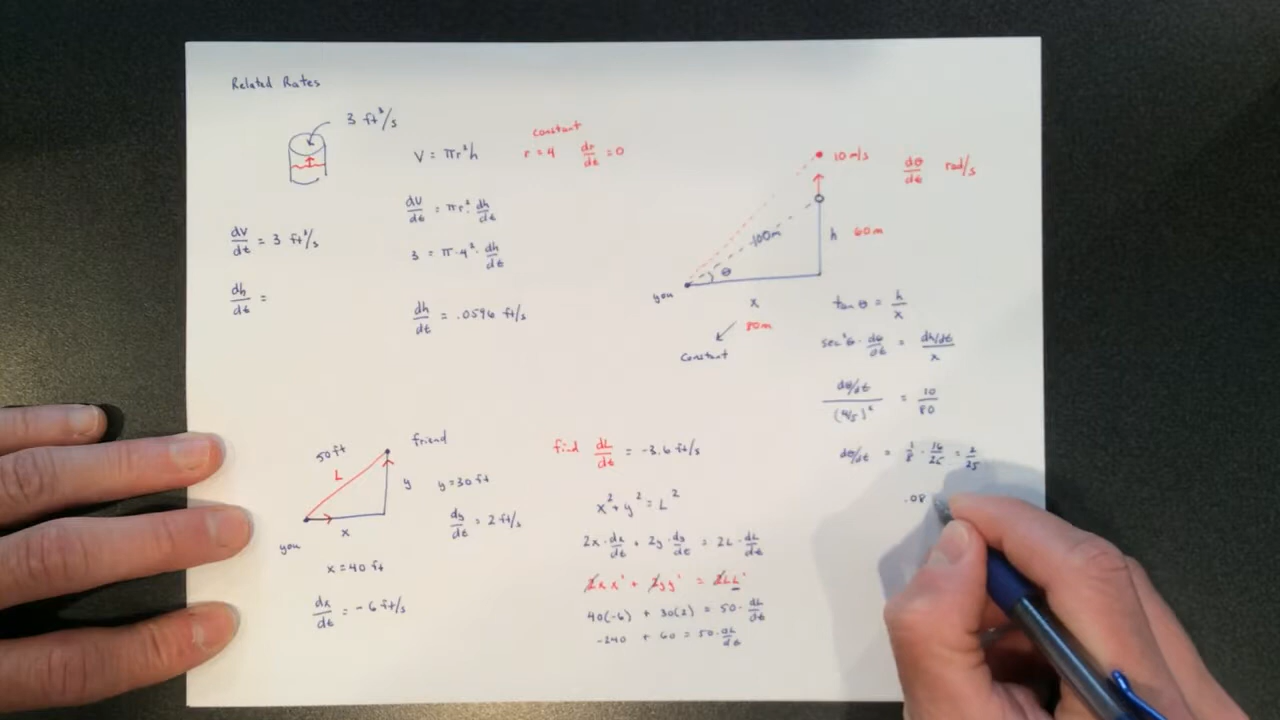 Related Rates
3 ft³/s
V = πr²h
constant
r = 4 dr/dt = 0
dV/dt = πr² · dh/dt
dV/dt = 3 ft³/s
3 = π · 4² · dh/dt
dh/dt =
dh/dt = .0596 ft/s
10 m/s
dθ/dt rad/s
100m
h 60m
θ
you
x
80m
Constant
tan θ = h/x
sec²θ · dθ/dt = dh/dt / x
dθ/dt / (4/5)² = 10/80
dθ/dt = 1/8 · 16/25 = 2/25
.08
50 ft
friend
L
y
y = 30 ft
dy/dt = 2 ft/s
you
x
x = 40 ft
dx/dt = -6 ft/s
find dL/dt = -3.6 ft/s
x² + y² = L²
2x · dx/dt + 2y · dy/dt = 2L · dL/dt
2xx' + 2yy' = 2LL'
40(-6) + 30(2) = 50 · dL/dt
-240 + 60 = 50 · dL/dt